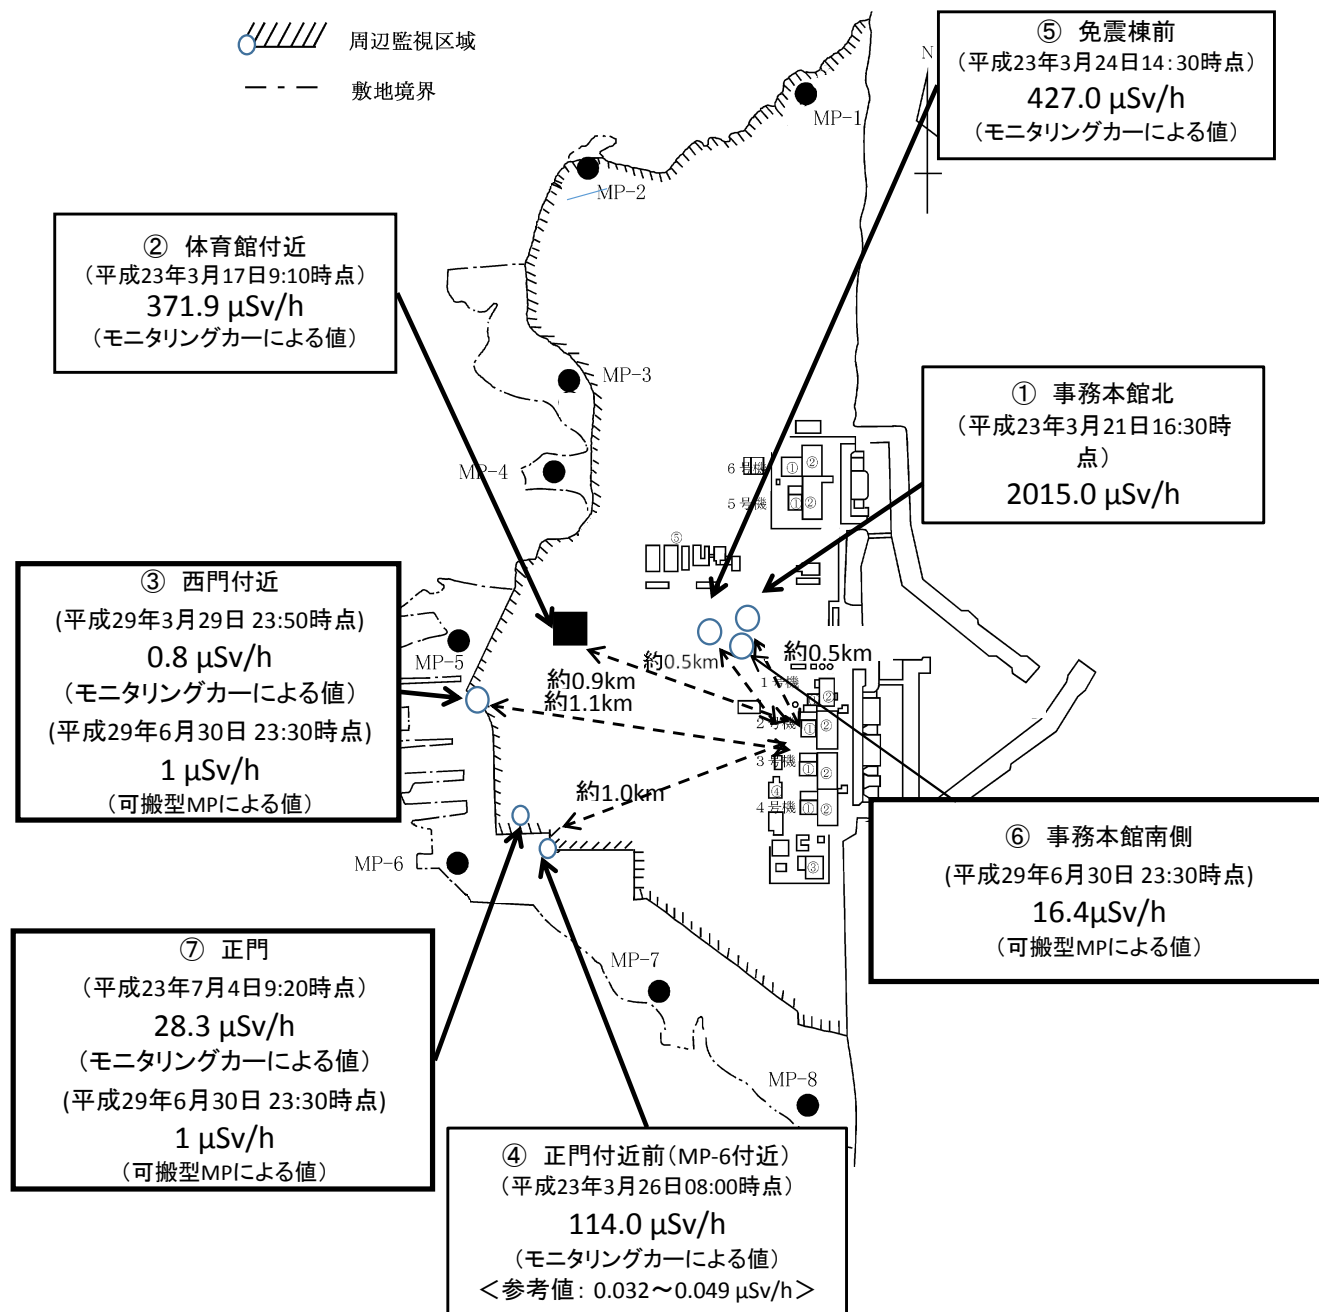 周辺監視区域
敷地境界
⑤ 免震棟前
(平成23年3月24日14:30時点)
427.0 μSv/h
(モニタリングカーによる値)
N
MP-1
MP-2
② 体育館付近
(平成23年3月17日9:10時点)
371.9 μSv/h
(モニタリングカーによる値)
MP-3
① 事務本館北
(平成23年3月21日16:30時
点)
2015.0 μSv/h
MP-4
6号機
① ②
5号機
① ②
⑤
③ 西門付近
(平成29年3月29日 23:50時点)
0.8 μSv/h
(モニタリングカーによる値)
(平成29年6月30日 23:30時点)
1 μSv/h
(可搬型MPによる値)
MP-5
約0.9km
約1.1km
約0.5km
約0.5km
1号機
②
2号機
① ②
3号機
① ②
約1.0km
④
4号機
① ②
③
⑥ 事務本館南側
(平成29年6月30日 23:30時点)
16.4μSv/h
(可搬型MPによる値)
MP-6
⑦ 正門
(平成23年7月4日9:20時点)
28.3 μSv/h
(モニタリングカーによる値)
(平成29年6月30日 23:30時点)
1 μSv/h
(可搬型MPによる値)
MP-7
MP-8
④ 正門付近前(MP-6付近)
(平成23年3月26日08:00時点)
114.0 μSv/h
(モニタリングカーによる値)
<参考値: 0.032~0.049 μSv/h>